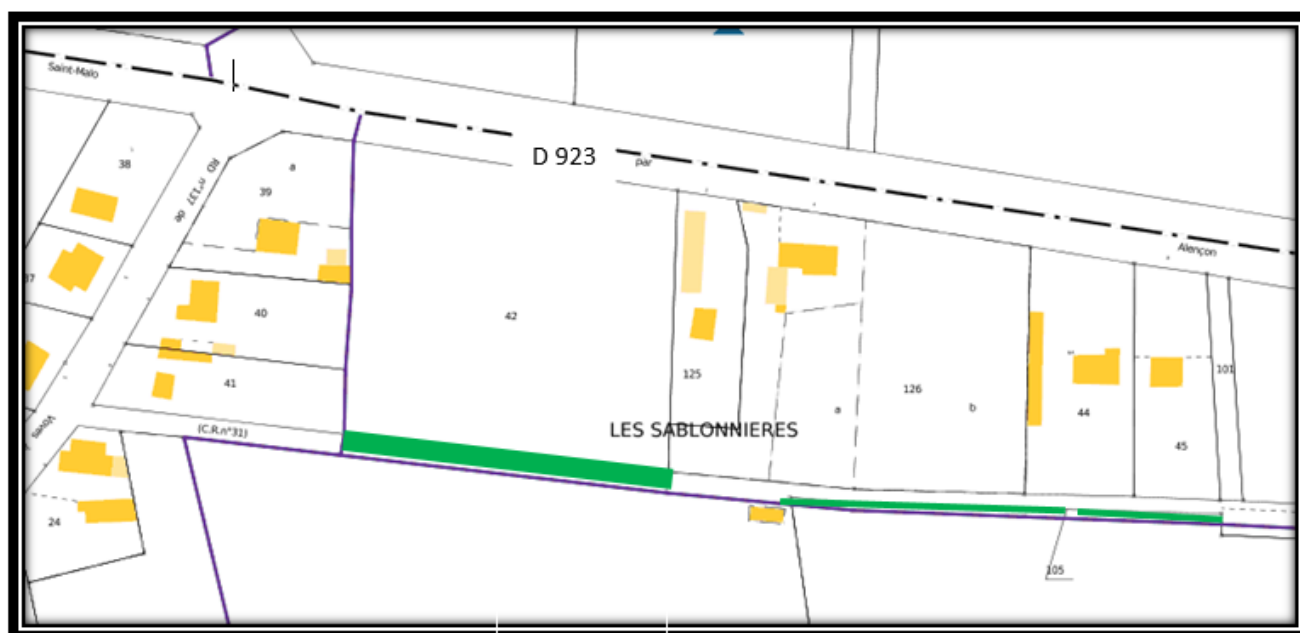 Saint-Malo
D 923
par
Alençon
38
RD n°137 de
a
39
37
40
42
41
125
126
a
b
44
101
45
(C.R.n°31)
LES SABLONNIERES
Voves
24
105